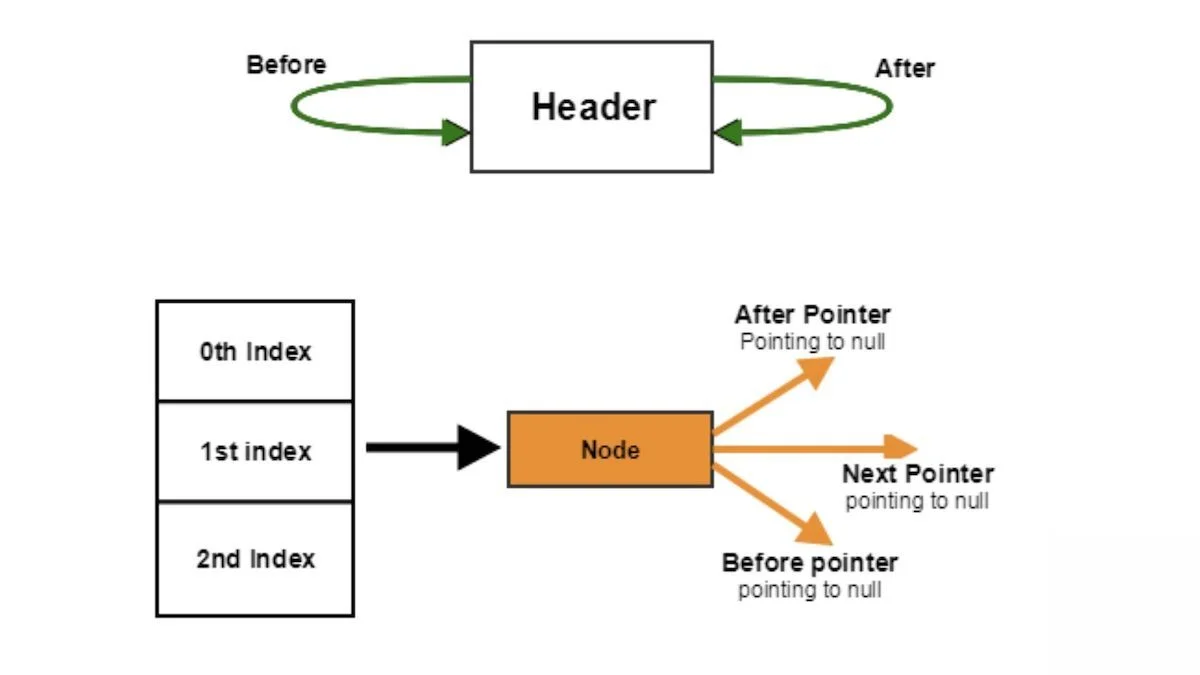 Before
After
Header
0th Index
1st index
2nd Index
Node
After Pointer
Pointing to null
Next Pointer
pointing to null
Before pointer
pointing to null